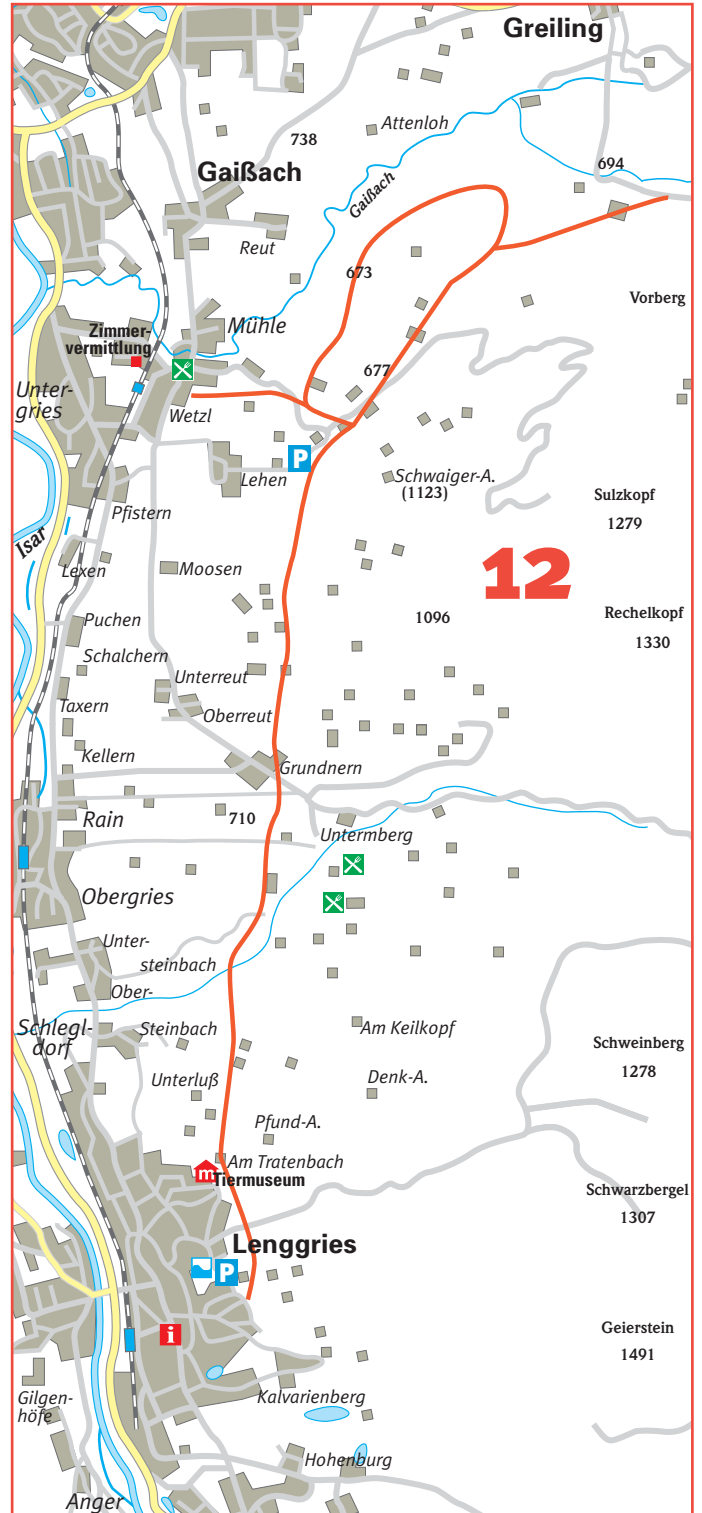 Greiling
Attenloh
738
694
Gaißach
Gaißach
Reut
673
Vorberg
Mühle
Zimmer-
vermittlung
677
Unter-
gries
Wetzl
P
Lehen
Schwaiger-A.
(1123)
Sulzkopf
1279
Pfistern
Isar
12
Lexen
Moosen
Puchen
1096
Rechelkopf
1330
Schalchern
Unterreut
Taxern
Oberreut
Kellern
Grundnern
Rain
710
Untermberg
Obergries
Unter-
steinbach
Ober-
Steinbach
Schlegl-
dorf
Am Keilkopf
Schweinberg
1278
Unterluß
Denk-A.
Pfund-A.
Am Tratenbach
m
Tiermuseum
Schwarzbergel
1307
Lenggries
P
i
Geierstein
1491
Gilgen-
höfe
Kalvarienberg
Hohenburg
Anger